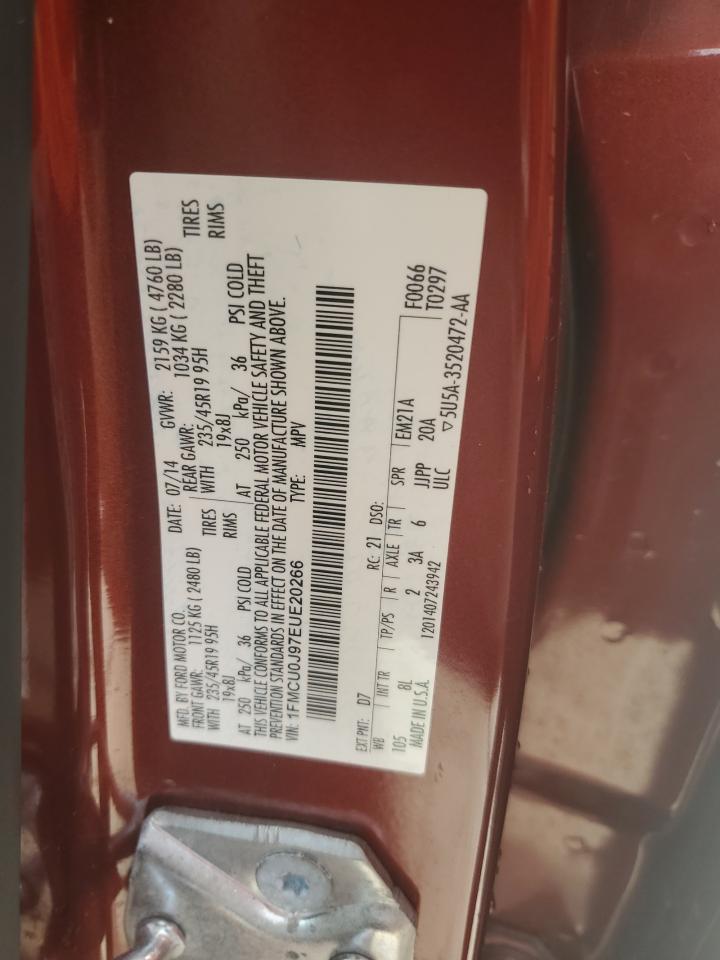 MFD. BY FORD MOTOR CO. DATE: 07/14 GVWR: 2159 KG ( 4760 LB)
FRONT GAWR: 1125 KG ( 2480 LB) REAR GAWR: 1034 KG ( 2280 LB)
WITH 235/45R19 95H TIRES WITH 235/45R19 95H TIRES
19x8J RIMS 19x8J RIMS
AT 250 kPa/ 36 PSI COLD AT 250 kPa/ 36 PSI COLD
THIS VEHICLE CONFORMS TO ALL APPLICABLE FEDERAL MOTOR VEHICLE SAFETY AND THEFT
PREVENTION STANDARDS IN EFFECT ON THE DATE OF MANUFACTURE SHOWN ABOVE.
VIN: 1FMCU0J97EUE20266 TYPE: MPV
EXT PNT: D7 RC: 21 DSO: F0066
WB INT TR TP/PS R AXLE TR SPR EM21A T0297
105 8L 2 3A 6 JJPP 20A
MADE IN U.S.A. 1201407243942 ULC ▽5U5A-3520472-AA